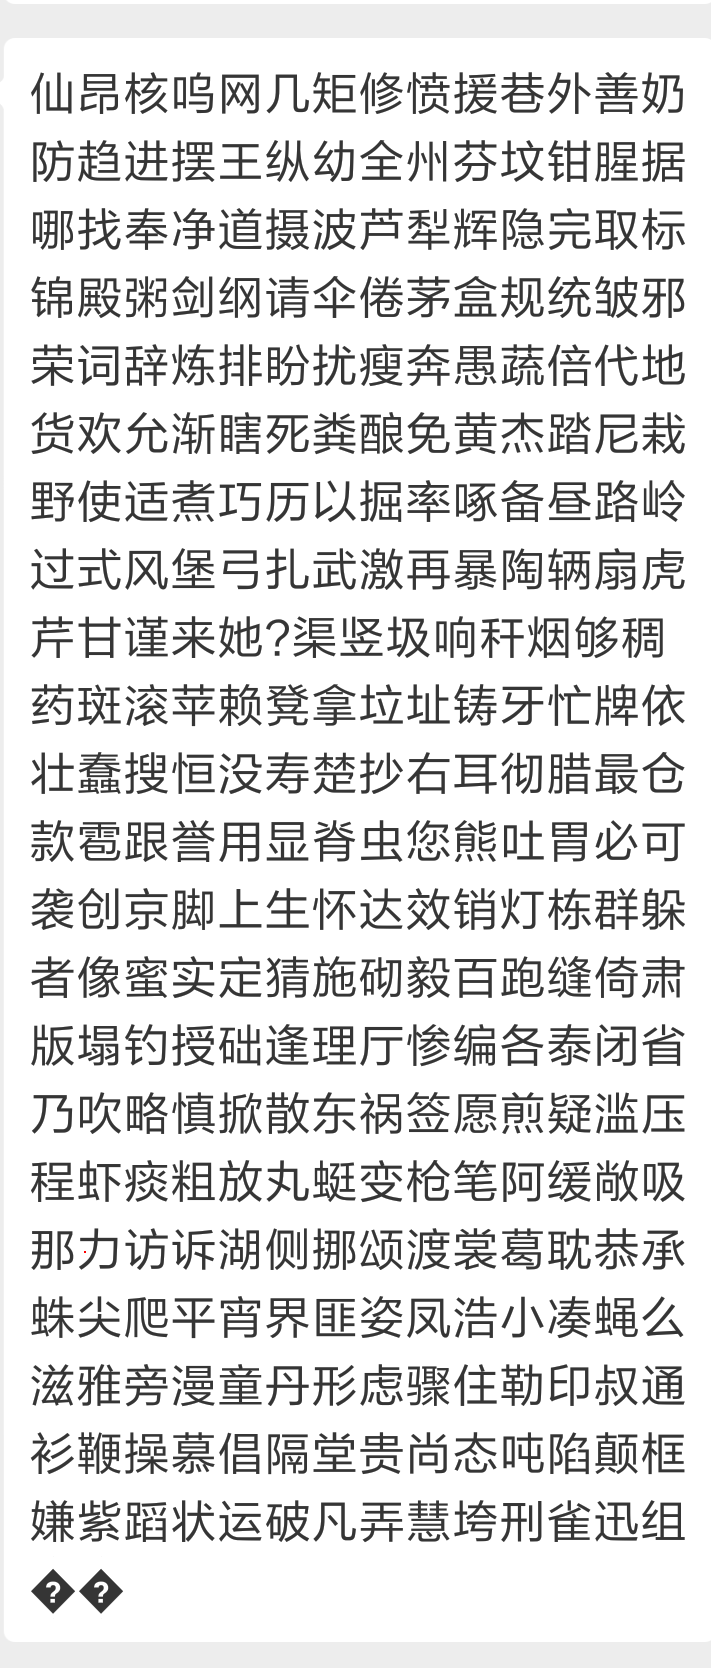 仙昂核呜网几矩修愤援巷外善奶
防趋进摆王纵幼全州芬坟钳腥据
哪找奉净道摄波芦犁辉隐完取标
锦殿粥剑纲请伞倦茅盒规统皱邪
荣词辞炼排盼扰瘦奔愚蔬倍代地
货欢允渐瞎死粪酿免黄杰踏尼栽
野使适煮巧历以掘率啄备昼路岭
过式风堡弓扎武激再暴陶辆扇虎
芹甘谨来她?渠竖圾响秆烟够稠
药斑滚苹赖凳拿垃址铸牙忙牌依
壮蠢搜恒没寿楚抄右耳彻腊最仓
款雹跟誉用显脊虫您熊吐胃必可
袭创京脚上生怀达效销灯栋群躲
者像蜜实定猜施砌毅百跑缝倚肃
版塌钓授础逢理厅惨编各泰闭省
乃吹略慎掀散东祸签愿煎疑滥压
程虾痰粗放丸蜓变枪笔阿缓敞吸
那力访诉湖侧挪颂渡裳葛耽恭承
蛛尖爬平宵界匪姿凤浩小凑蝇么
滋雅旁漫童丹形虑骤住勒印叔通
衫鞭操慕倡隔堂贵尚态吨陷颠框
嫌紫蹈状运破凡弄慧垮刑雀迅组
��